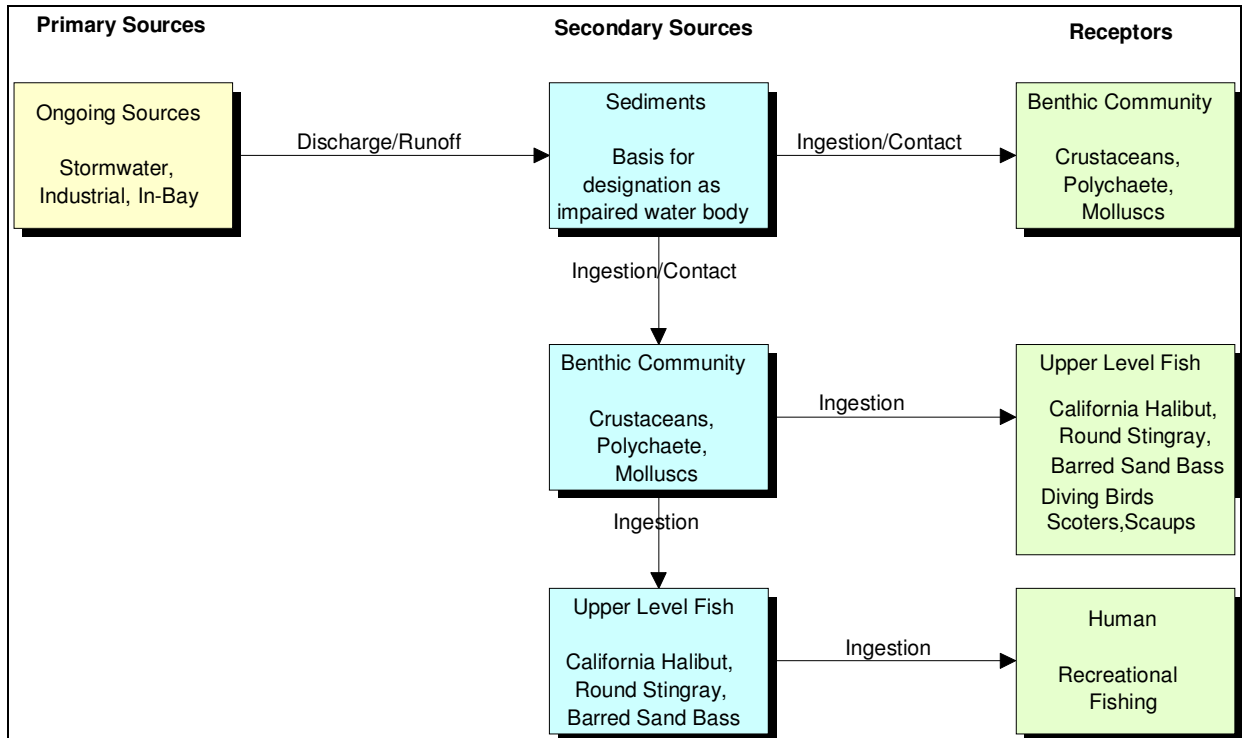 Primary Sources
Secondary Sources
Receptors
Ongoing Sources
Stormwater,
Industrial, In-Bay
Discharge/Runoff
Sediments
Basis for
designation as
impaired water body
Ingestion/Contact
Benthic Community
Crustaceans,
Polychaete,
Molluscs
Ingestion/Contact
Benthic Community
Crustaceans,
Polychaete,
Molluscs
Ingestion
Upper Level Fish
California Halibut,
Round Stingray,
Barred Sand Bass
Diving Birds
Scoters,Scaups
Ingestion
Upper Level Fish
California Halibut,
Round Stingray,
Barred Sand Bass
Ingestion
Human
Recreational
Fishing